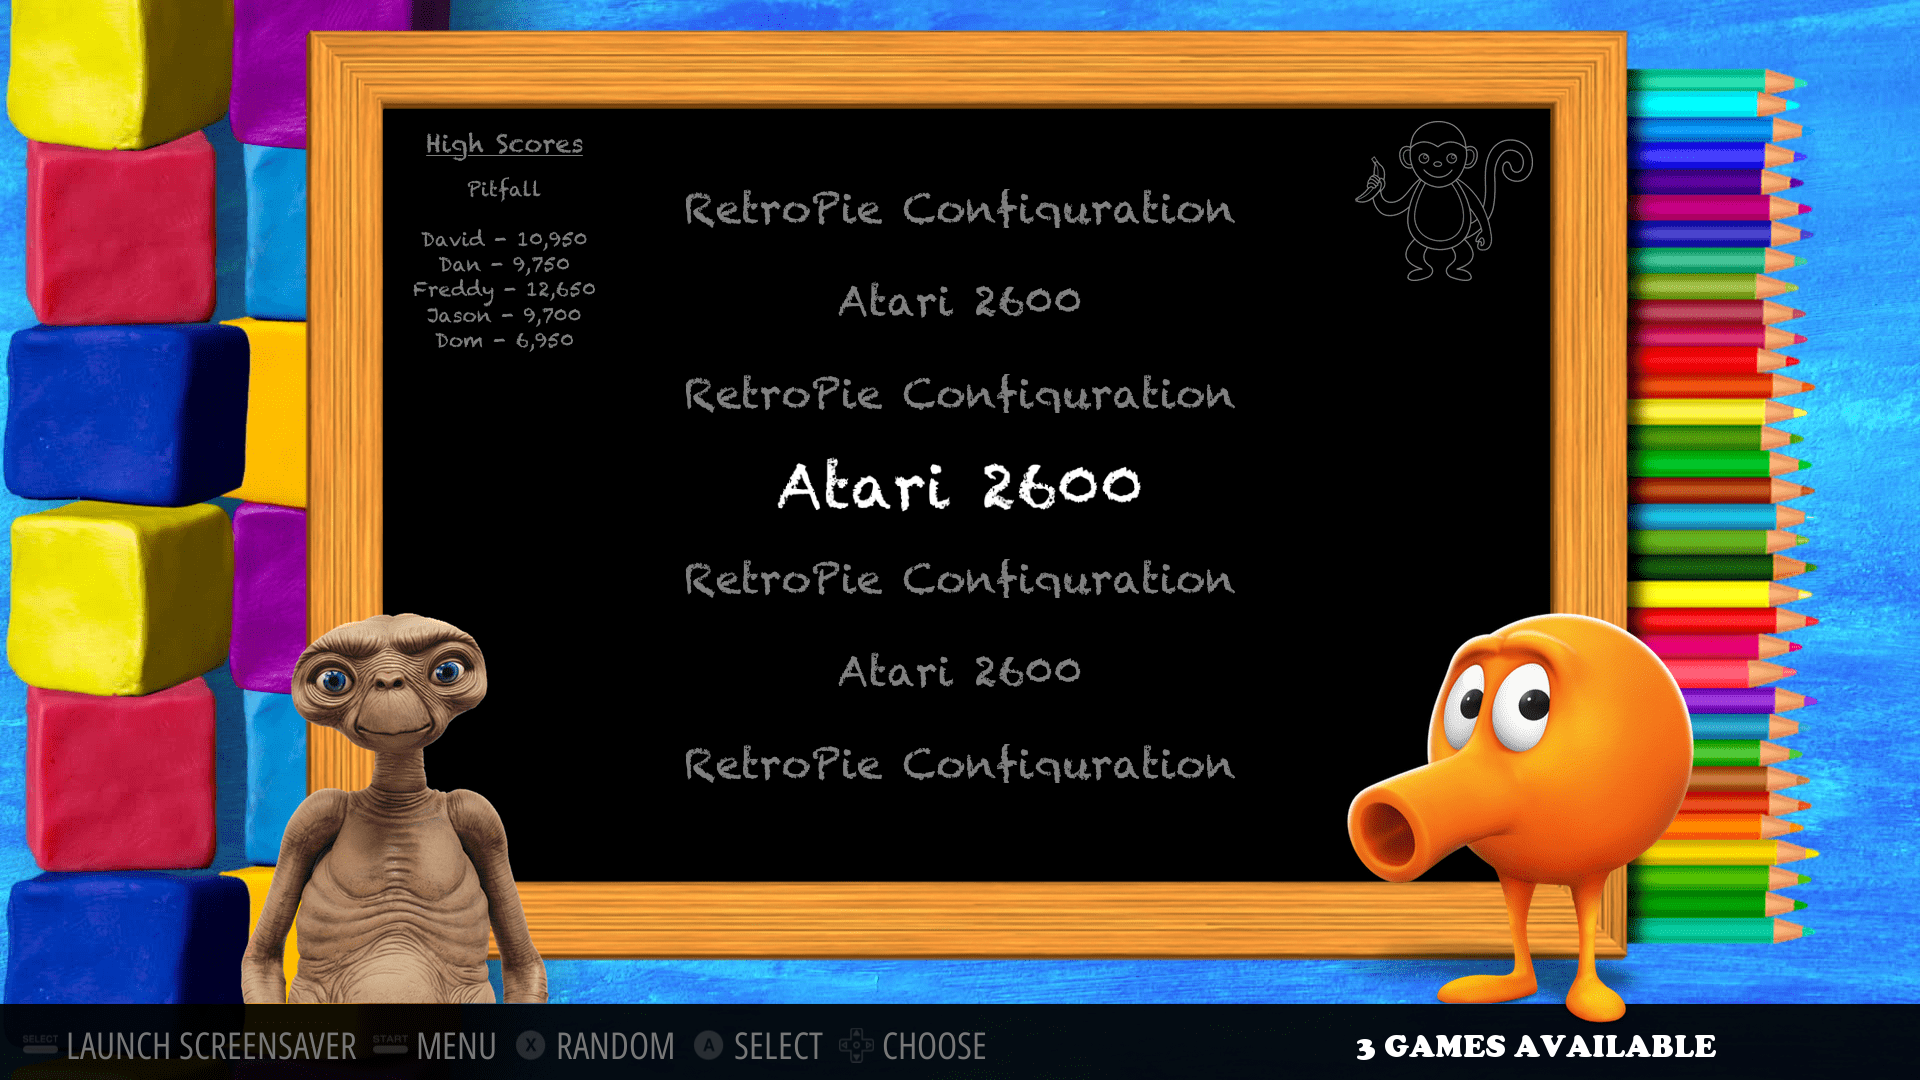 High Scores
Pitfall
David - 10,950
Dan - 9,750
Freddy - 12,650
Jason - 9,700
Dom - 6,950
RetroPie Configuration
Atari 2600
RetroPie Configuration
Atari 2600
RetroPie Configuration
Atari 2600
RetroPie Configuration
SELECT LAUNCH SCREENSAVER START MENU X RANDOM A SELECT CHOOSE
3 GAMES AVAILABLE